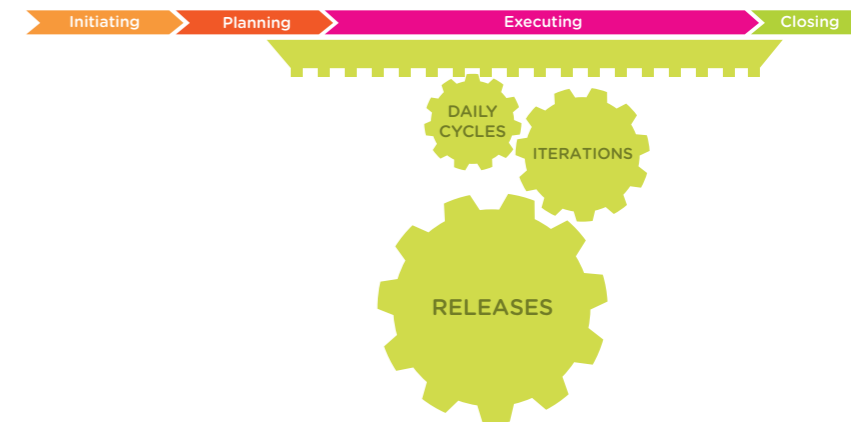 Initiating
Planning
Executing
Closing
DAILY
CYCLES
ITERATIONS
RELEASES